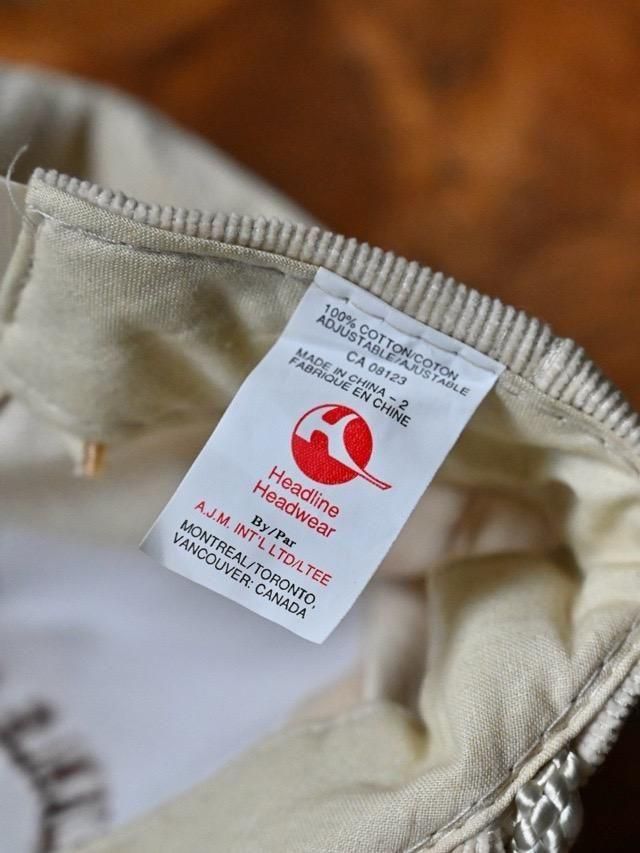 100% COTTON/COTON
ADJUSTABLE/AJUSTABLE
CA 08123
MADE IN CHINA - 2
FABRIQUE EN CHINE
Headline
Headwear
By/Par
A.J.M. INT'L LTD/LTEE
MONTREAL/TORONTO,
VANCOUVER: CANADA